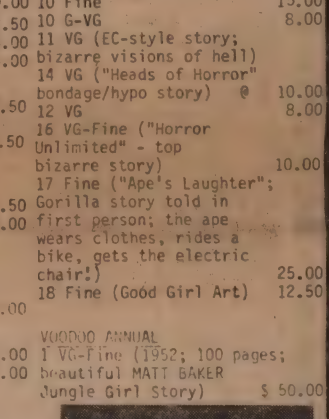 .00 10 Fine 15.00
.50 10 G-VG 8.00
.00 11 VG (EC-style story;
.00 bizarre visions of hell)
14 VG ("Heads of Horror"
bondage/hypo story) @ 10.00
.50 12 VG 8.00
16 VG-Fine ("Horror
.50 Unlimited" - top
bizarre story) 10.00
17 Fine ("Ape's Laughter";
.50 Gorilla story told in
.00 first person; the ape
wears clothes, rides a
bike, gets the electric
chair!) 25.00
18 Fine (Good Girl Art) 12.50
.00
VOODOO ANNUAL
.00 1 VG-Fine (1952; 100 pages;
.00 beautiful MATT BAKER
Jungle Girl Story) $ 50.00